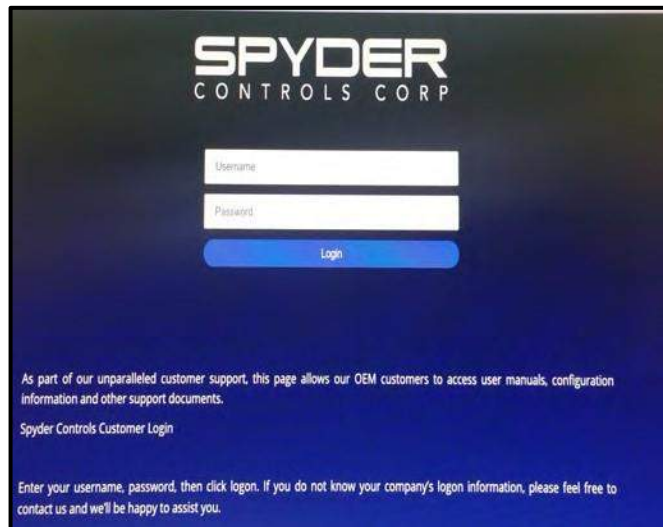 SPYDER
CONTROLS CORP
Username
Password
Login
As part of our unparalleled customer support, this page allows our OEM customers to access user manuals, configuration
information and other support documents.
Spyder Controls Customer Login
Enter your username, password, then click logon. If you do not know your company's logon information, please feel free to
contact us and we'll be happy to assist you.